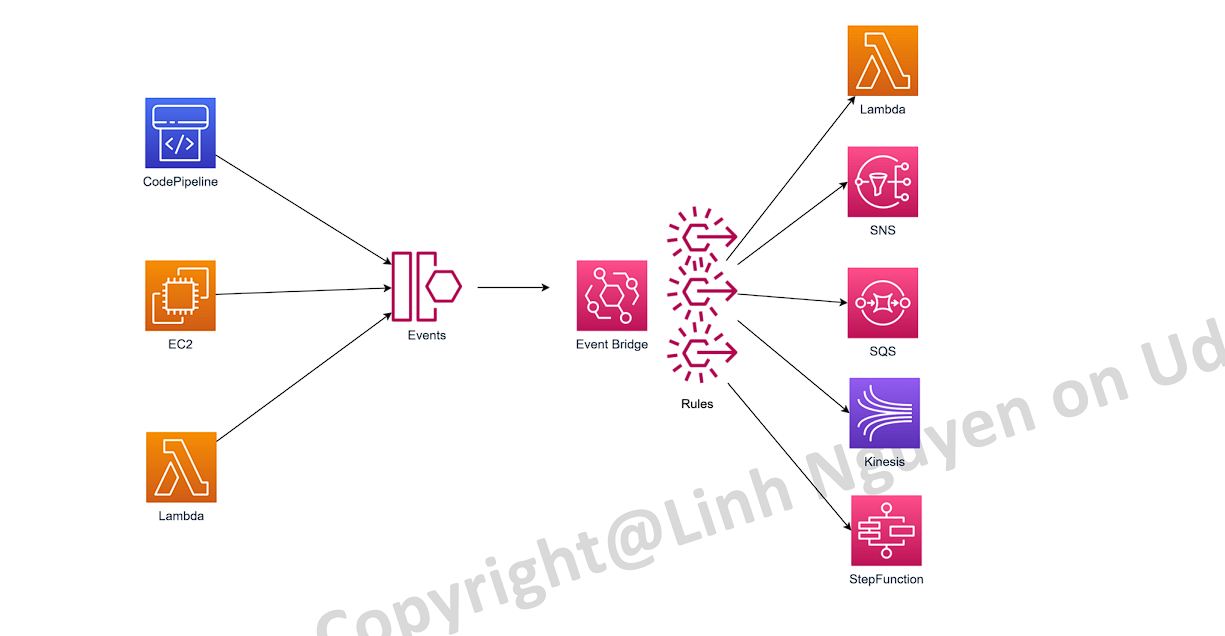 CodePipeline
EC2
Lambda
Events
Event Bridge
Rules
Lambda
SNS
SQS
Kinesis
StepFunction
Copyright@Linh Nguyen on Ud